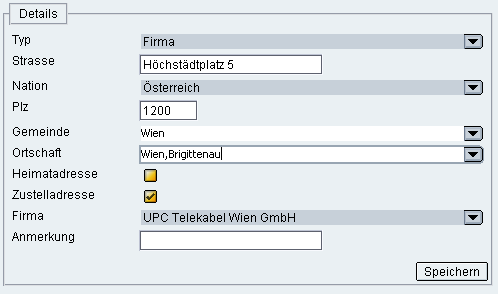 Details
Typ Firma
Strasse Höchstädtplatz 5
Nation Österreich
Plz 1200
Gemeinde Wien
Ortschaft Wien,Brigittenau
Heimatadresse
Zustelladresse
Firma UPC Telekabel Wien GmbH
Anmerkung
Speichern